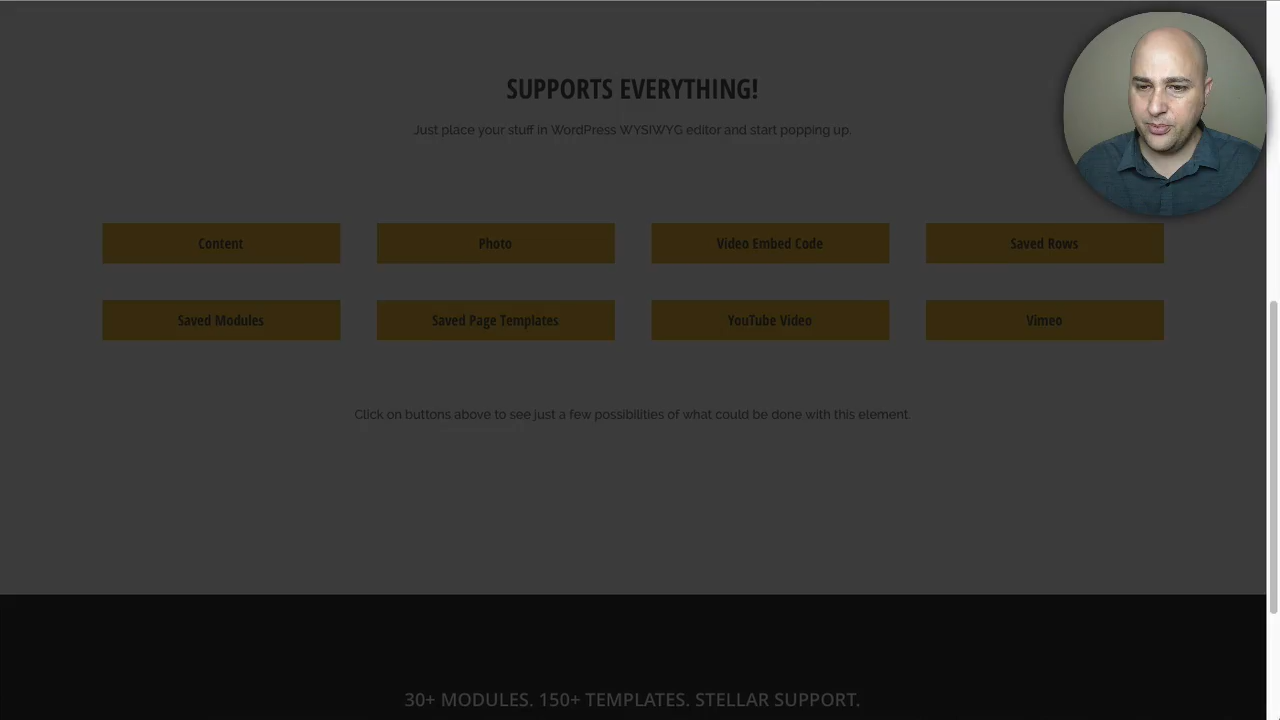 SUPPORTS EVERYTHING!
Just place your stuff in WordPress WYSIWYG editor and start popping up.
Content
Photo
Video Embed Code
Saved Rows
Saved Modules
Saved Page Templates
YouTube Video
Vimeo
Click on buttons above to see just a few possibilities of what could be done with this element.
30+ MODULES. 150+ TEMPLATES. STELLAR SUPPORT.